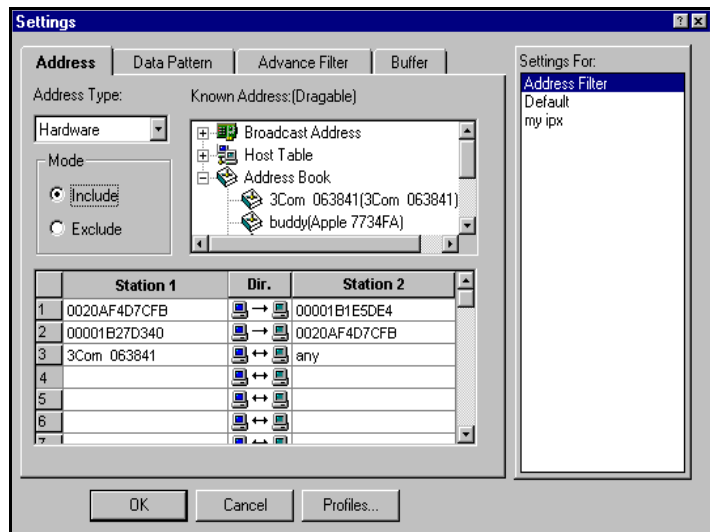 Settings
Address
Data Pattern
Advance Filter
Buffer
Address Type:
Hardware
Mode
Include
Exclude
Known Address:(Dragable)
Broadcast Address
Host Table
Address Book
3Com 063841(3Com 063841)
buddy(Apple 7734FA)
Station 1 Dir. Station 2
1 0020AF4D7CFB 00001B1E5DE4
2 00001B27D340 0020AF4D7CFB
3 3Com 063841 any
4
5
6
7
OK
Cancel
Profiles...
Settings For:
Address Filter
Default
my ipx